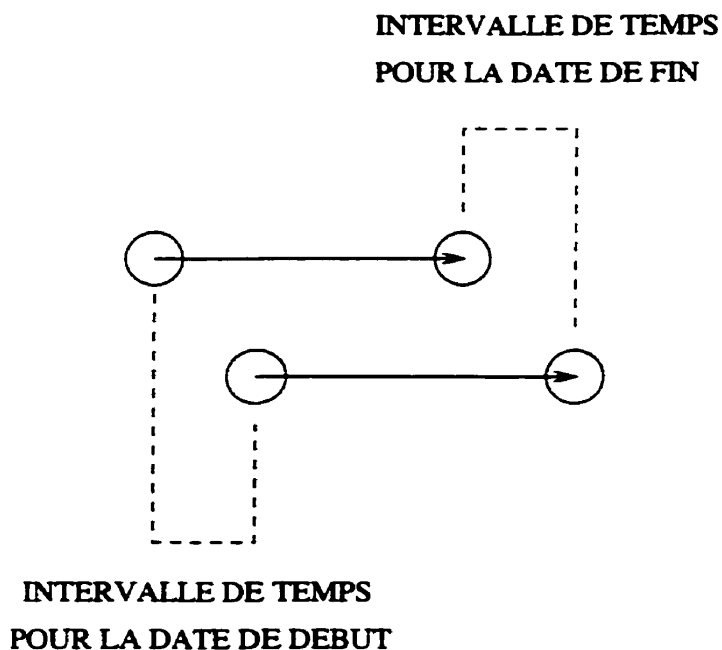 INTERVALLE DE TEMPS
POUR LA DATE DE FIN
INTERVALLE DE TEMPS
POUR LA DATE DE DEBUT